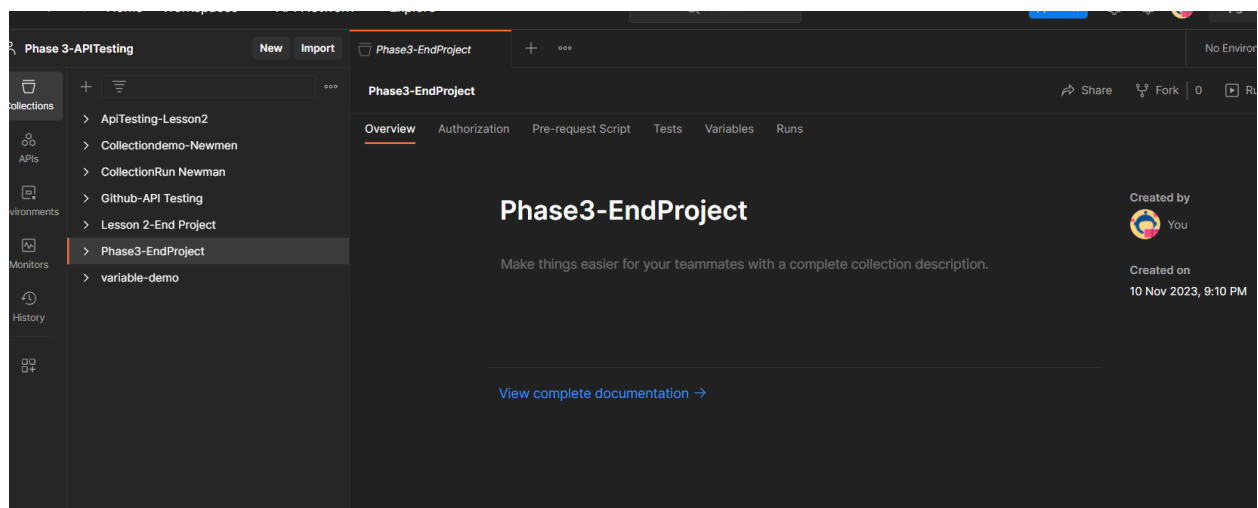 Phase 3-APITesting
New
Import
Phase3-EndProject
No Environ
Collections
APIs
vironments
Monitors
History
ApiTesting-Lesson2
Collectiondemo-Newmen
CollectionRun Newman
Github-API Testing
Lesson 2-End Project
Phase3-EndProject
variable-demo
Phase3-EndProject
Share
Fork
0
Ru
Overview
Authorization
Pre-request Script
Tests
Variables
Runs
Phase3-EndProject
Make things easier for your teammates with a complete collection description.
View complete documentation →
Created by
You
Created on
10 Nov 2023, 9:10 PM